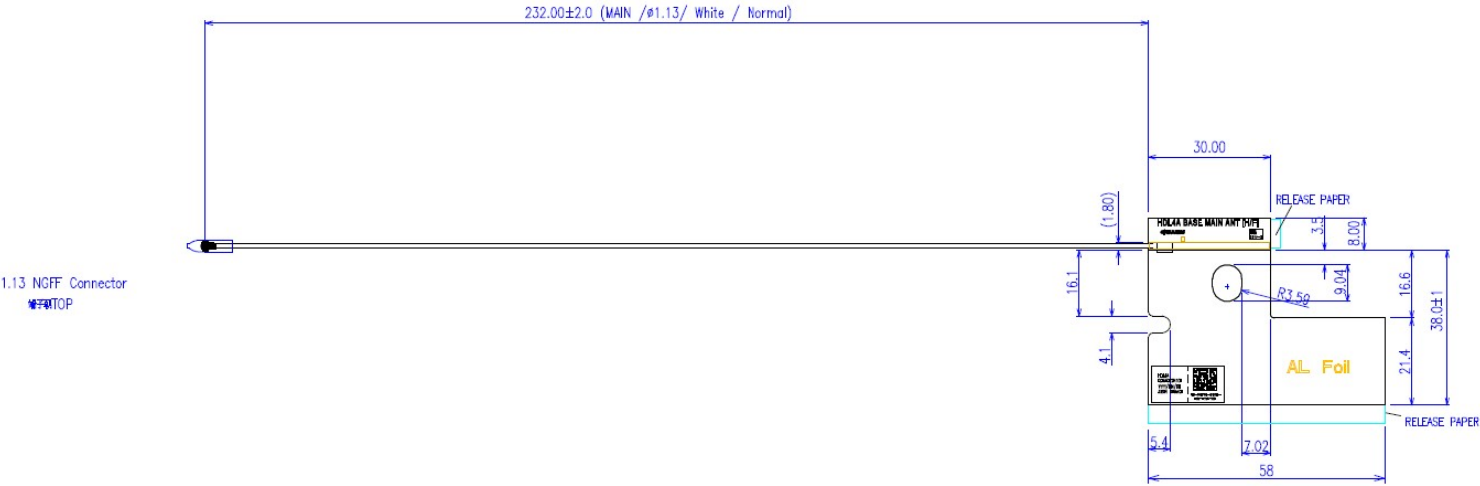 232.00±2.0 (MAIN /ø1.13/ White / Normal)
30.00
RELEASE PAPER
(1.80)
HDL4A BASE MAIN ANT [H/F]
3.5
8.00
1.13 NGFF Connector
TOP
16.1
R3.59
9.04
16.6
38.0±1
4.1
AL Foil
21.4
RELEASE PAPER
5.4
7.02
58